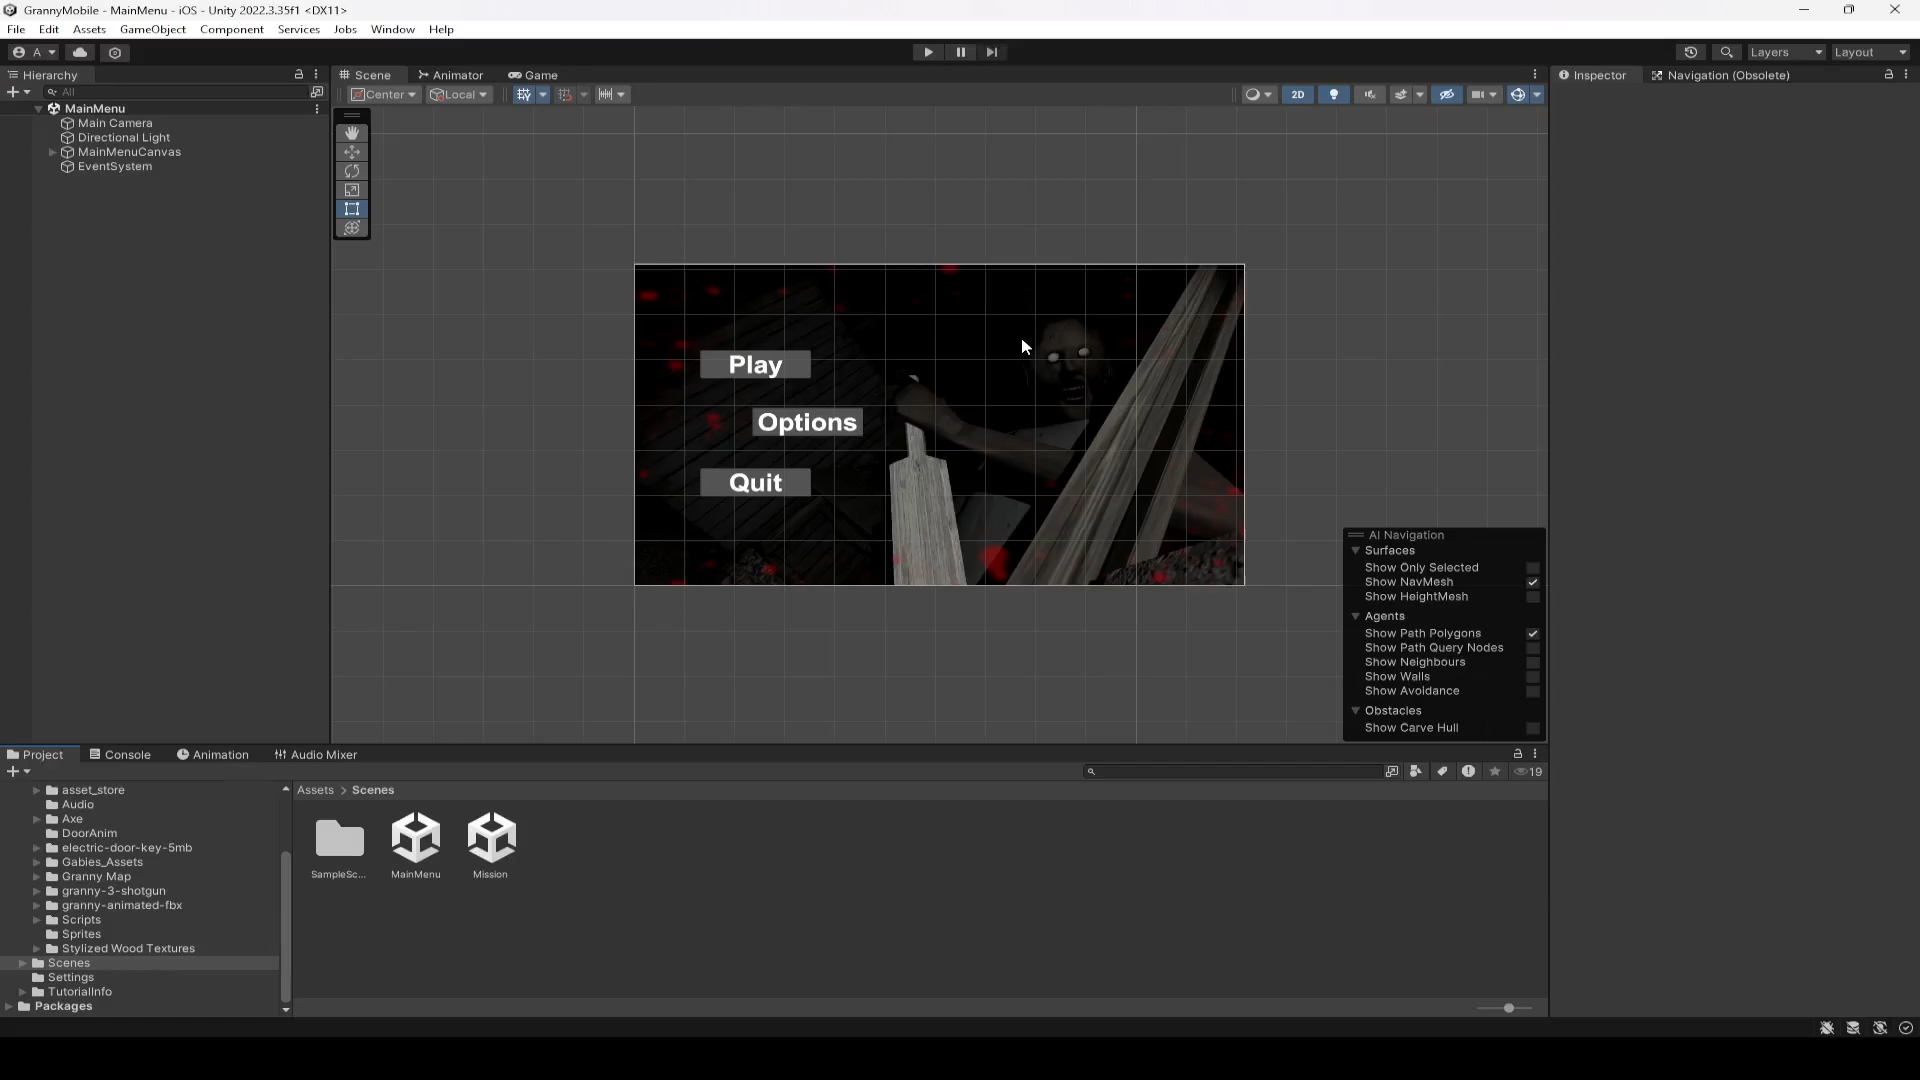 GrannyMobile - MainMenu - iOS - Unity 2022.3.35f1 <DX11>
File Edit Assets GameObject Component Services Jobs Window Help
A Layers Layout
Hierarchy Scene Animator Game Inspector Navigation (Obsolete)
All Center Local 2D
MainMenu
Main Camera
Directional Light
MainMenuCanvas
EventSystem
Play
Options
Quit
AI Navigation
Surfaces
Show Only Selected
Show NavMesh
Show HeightMesh
Agents
Show Path Polygons
Show Path Query Nodes
Show Neighbours
Show Walls
Show Avoidance
Obstacles
Show Carve Hull
Project Console Animation Audio Mixer
19
asset_store
Audio
Axe
DoorAnim
electric-door-key-5mb
Gabies_Assets
Granny Map
granny-3-shotgun
granny-animated-fbx
Scripts
Sprites
Stylized Wood Textures
Scenes
Settings
TutorialInfo
Packages
Assets > Scenes
SampleSc... MainMenu Mission